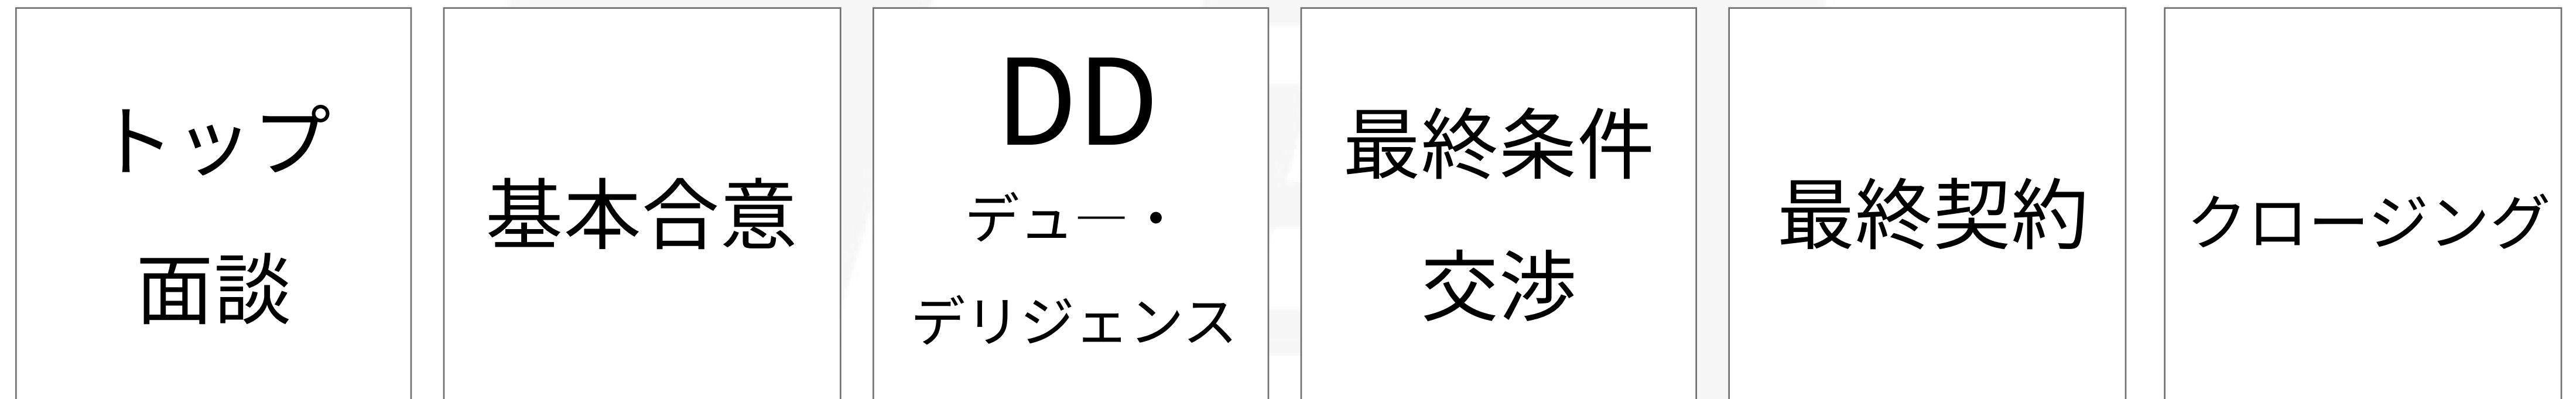 トップ
面談
基本合意
DD
デュ―・
デリジェンス
最終条件
交渉
最終契約
クロージング